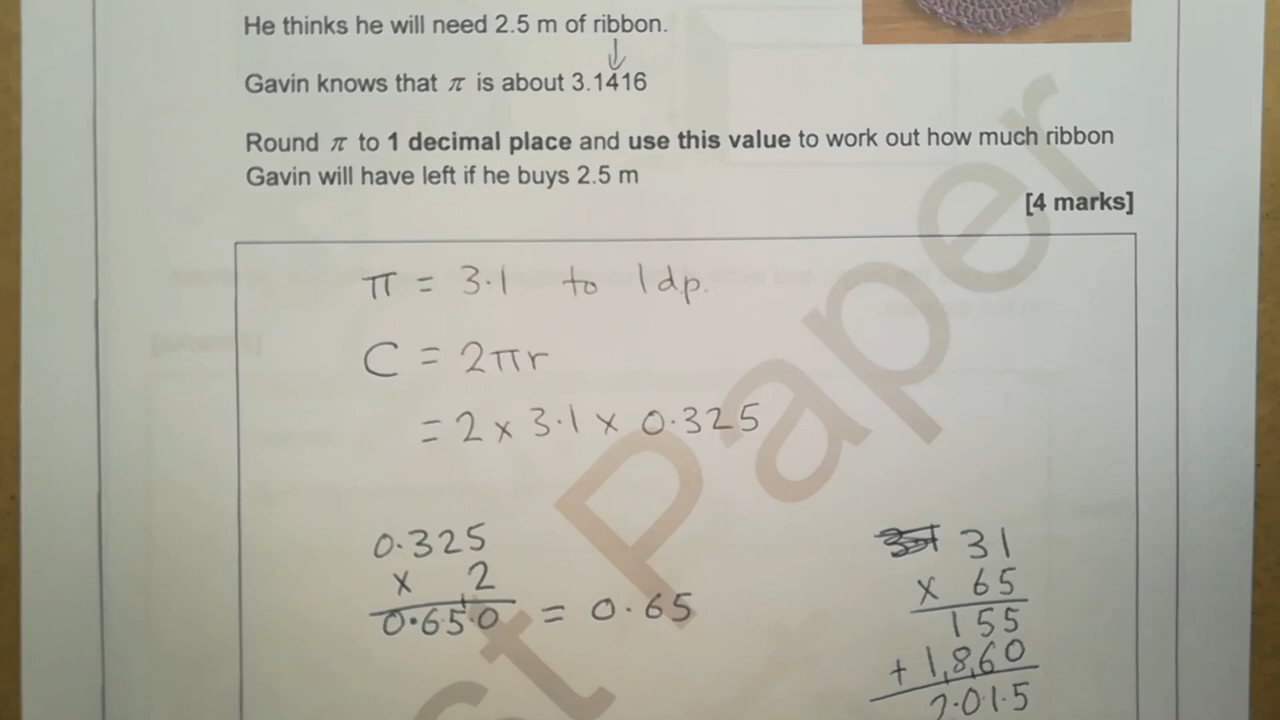 He thinks he will need 2.5 m of ribbon.
Gavin knows that π is about 3.1416
Round π to 1 decimal place and use this value to work out how much ribbon
Gavin will have left if he buys 2.5 m
[4 marks]
π = 3.1 to 1dp.
C = 2πr
= 2 x 3.1 x 0.325
0.325
x 2
0.650 = 0.65
31
x 65
155
+ 1,860
2.015
Past Paper